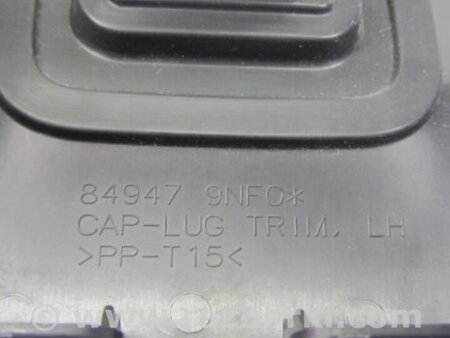 84947 9NF0*
CAP-LUG TRIM, LH
>PP-T15<